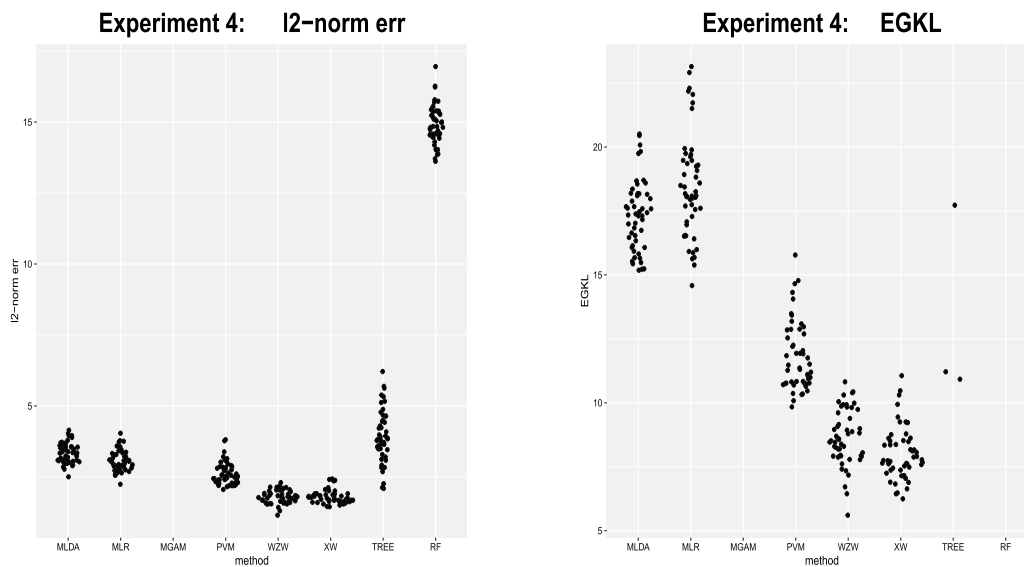 Experiment 4: l2−norm err
15
10
5
l2−norm err
MLDA MLR MGAM PVM WZW XW TREE RF
method
Experiment 4: EGKL
20
15
10
5
EGKL
MLDA MLR MGAM PVM WZW XW TREE RF
method